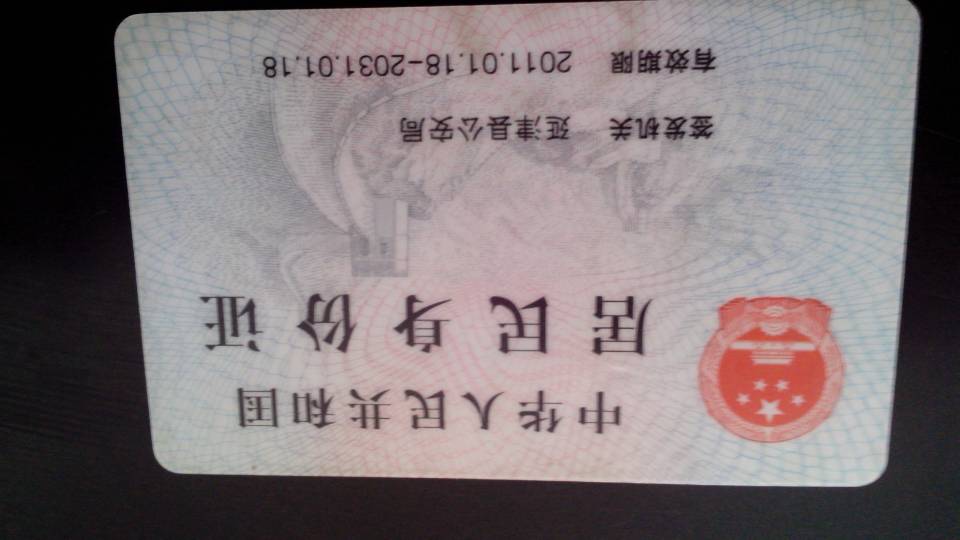 中华人民共和国
居民身份证
签发机关 延津县公安局
有效期限 2011.01.18-2031.01.18